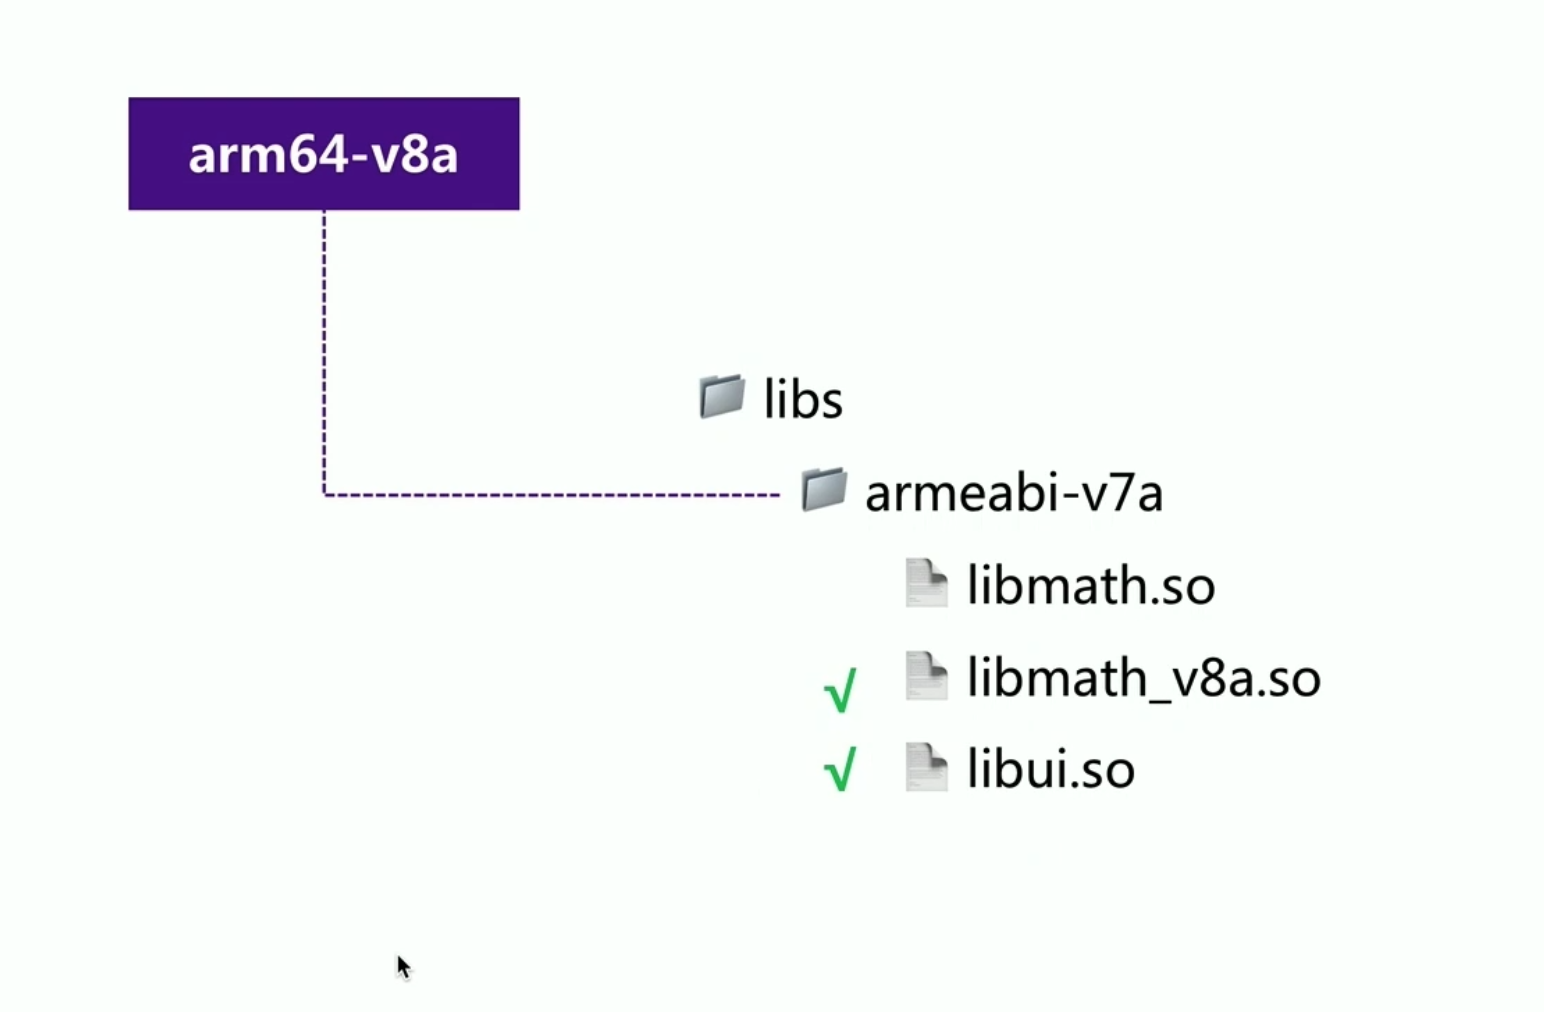 arm64-v8a
libs
armeabi-v7a
libmath.so
√ libmath_v8a.so
√ libui.so